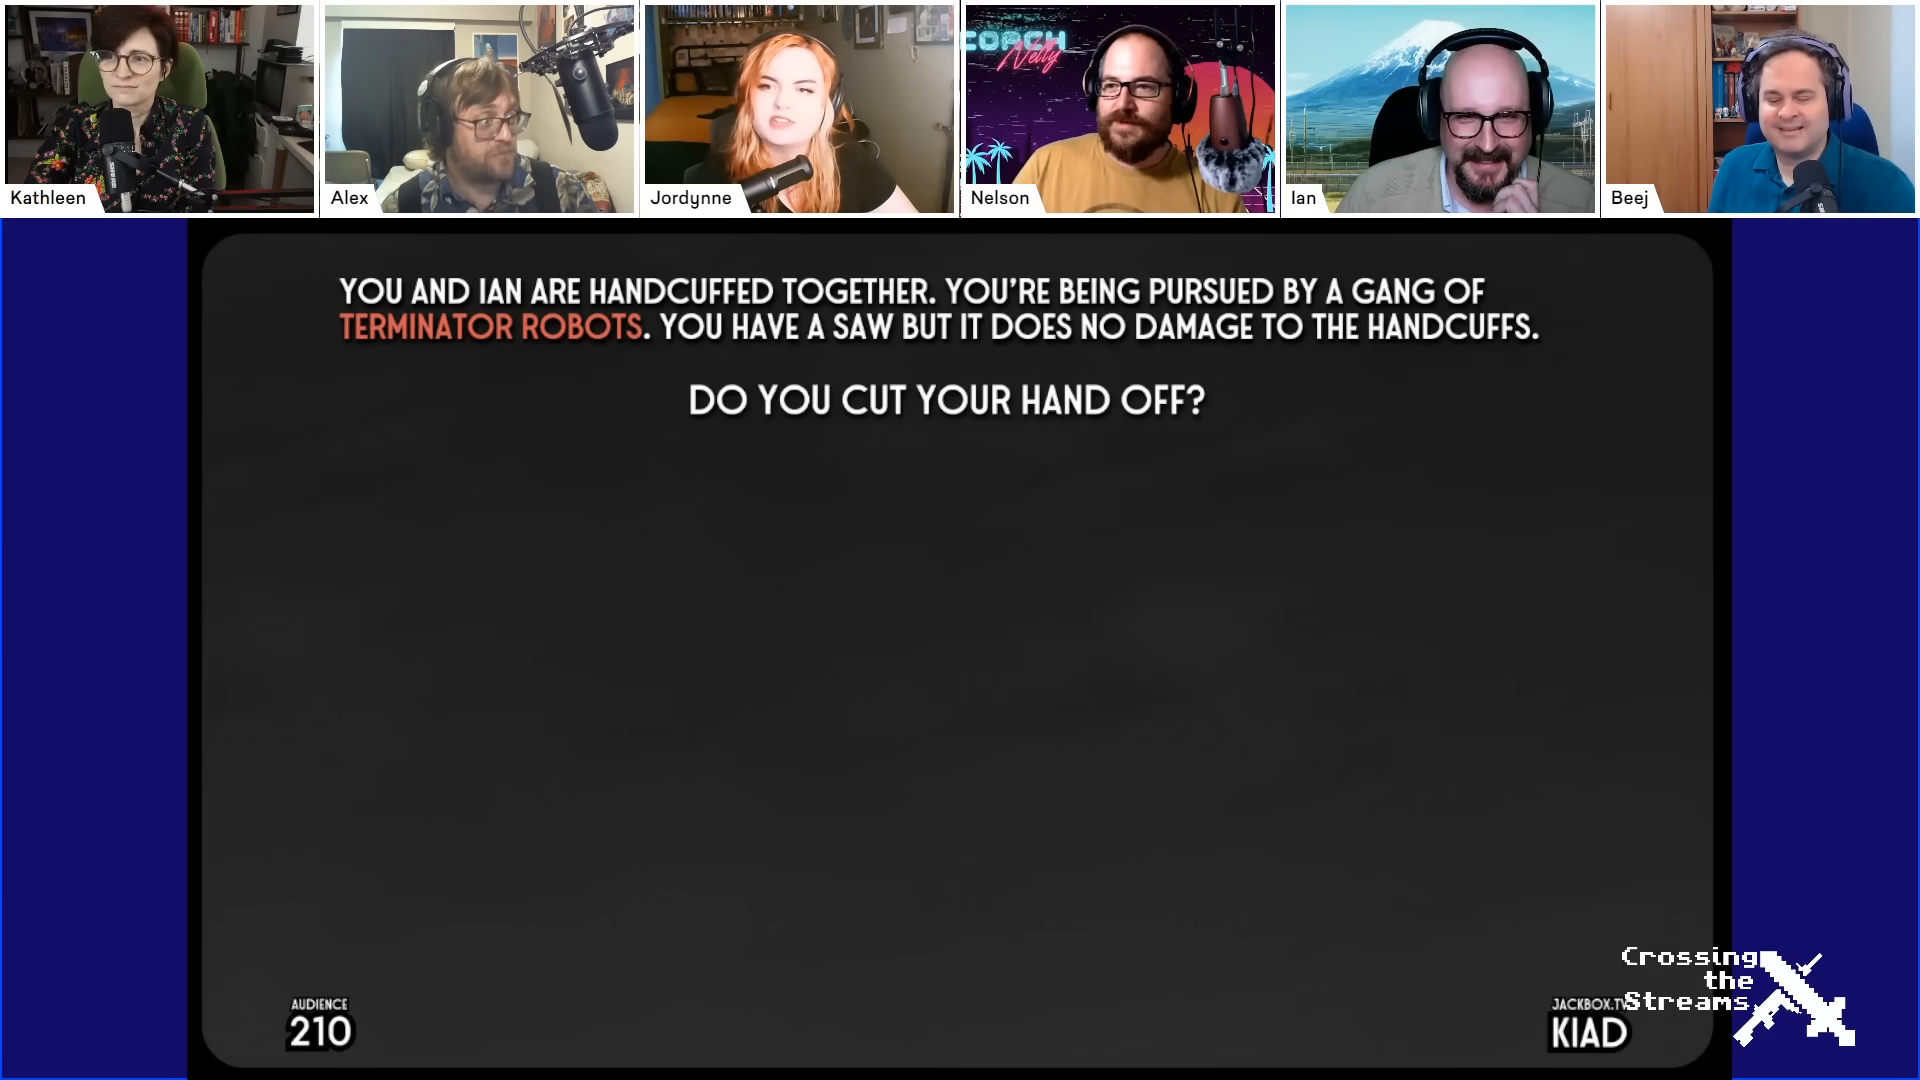 CORCH
Nelly
Kathleen
Alex
Jordynne
Nelson
Ian
Beej
YOU AND IAN ARE HANDCUFFED TOGETHER. YOU'RE BEING PURSUED BY A GANG OF
TERMINATOR ROBOTS. YOU HAVE A SAW BUT IT DOES NO DAMAGE TO THE HANDCUFFS.
DO YOU CUT YOUR HAND OFF?
AUDIENCE
210
JACKBOX.TV
KIAD
Crossing
the
Streams